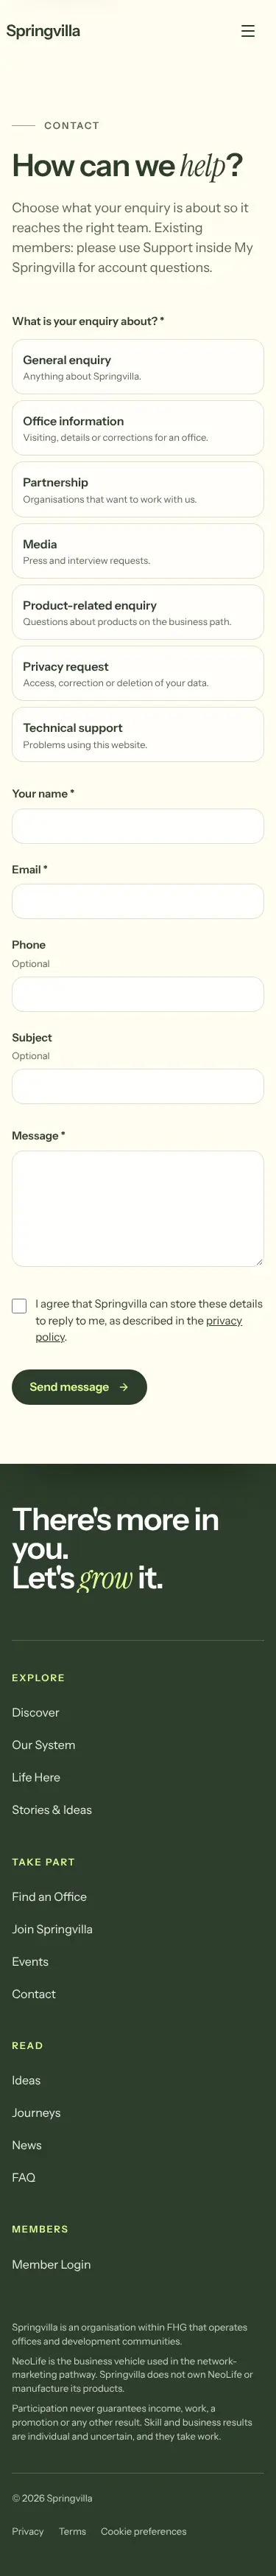 Springvilla
CONTACT
How can we help?
Choose what your enquiry is about so it
reaches the right team. Existing
members: please use Support inside My
Springvilla for account questions.
What is your enquiry about? *
General enquiry
Anything about Springvilla.
Office information
Visiting, details or corrections for an office.
Partnership
Organisations that want to work with us.
Media
Press and interview requests.
Product-related enquiry
Questions about products on the business path.
Privacy request
Access, correction or deletion of your data.
Technical support
Problems using this website.
Your name *
Email *
Phone
Optional
Subject
Optional
Message *
I agree that Springvilla can store these details
to reply to me, as described in the privacy
policy.
Send message →
There's more in
you.
Let's grow it.
EXPLORE
Discover
Our System
Life Here
Stories & Ideas
TAKE PART
Find an Office
Join Springvilla
Events
Contact
READ
Ideas
Journeys
News
FAQ
MEMBERS
Member Login
Springvilla is an organisation within FHG that operates
offices and development communities.
NeoLife is the business vehicle used in the network-
marketing pathway. Springvilla does not own NeoLife or
manufacture its products.
Participation never guarantees income, work, a
promotion or any other result. Skill and business results
are individual and uncertain, and they take work.
© 2026 Springvilla
Privacy Terms Cookie preferences